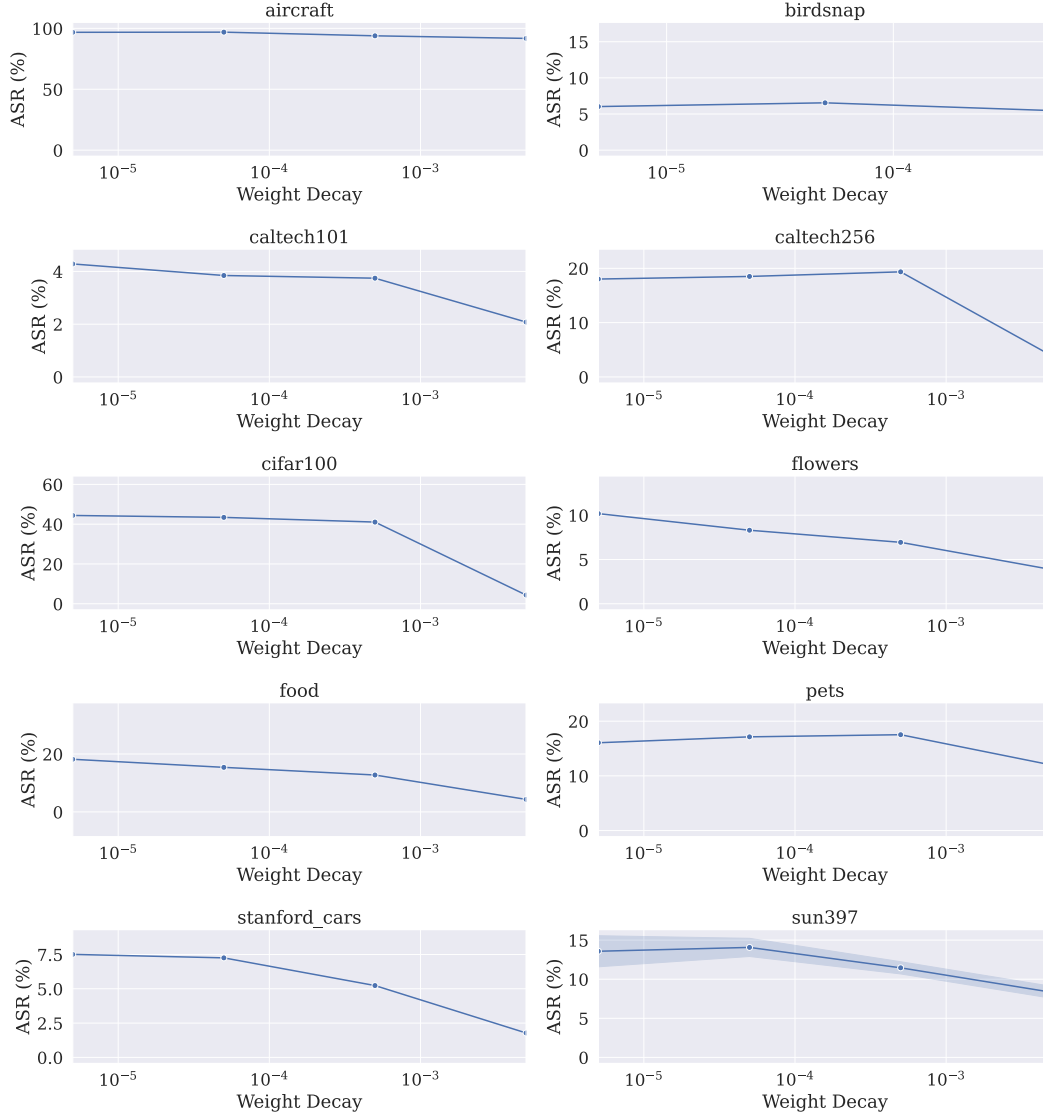 aircraft
ASR (%)
100
50
0
10⁻⁵ 10⁻⁴ 10⁻³
Weight Decay
birdsnap
ASR (%)
15
10
5
0
10⁻⁵ 10⁻⁴
Weight Decay
caltech101
ASR (%)
4
2
0
10⁻⁵ 10⁻⁴ 10⁻³
Weight Decay
caltech256
ASR (%)
20
10
0
10⁻⁵ 10⁻⁴ 10⁻³
Weight Decay
cifar100
ASR (%)
60
40
20
0
10⁻⁵ 10⁻⁴ 10⁻³
Weight Decay
flowers
ASR (%)
10
5
0
10⁻⁵ 10⁻⁴ 10⁻³
Weight Decay
food
ASR (%)
20
0
10⁻⁵ 10⁻⁴ 10⁻³
Weight Decay
pets
ASR (%)
20
10
0
10⁻⁵ 10⁻⁴ 10⁻³
Weight Decay
stanford_cars
ASR (%)
7.5
5.0
2.5
0.0
10⁻⁵ 10⁻⁴ 10⁻³
Weight Decay
sun397
ASR (%)
15
10
5
0
10⁻⁵ 10⁻⁴ 10⁻³
Weight Decay